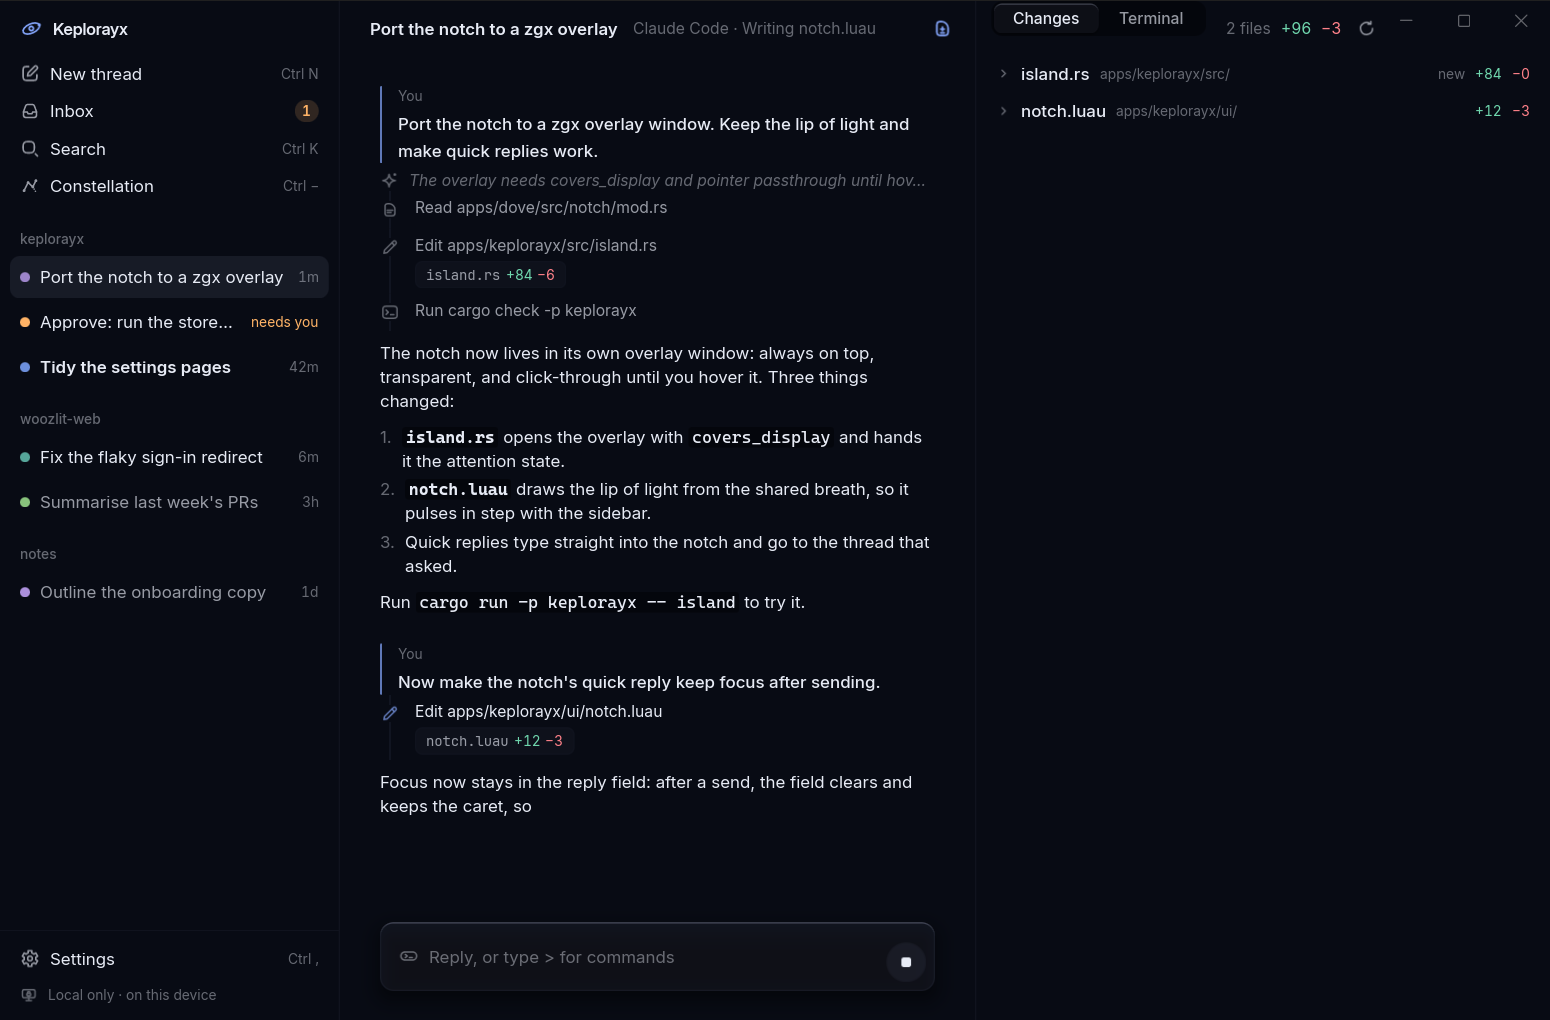 Keplorayx
New thread Ctrl N
Inbox 1
Search Ctrl K
Constellation Ctrl −
keplorayx
Port the notch to a zgx overlay 1m
Approve: run the store… needs you
Tidy the settings pages 42m
woozlit-web
Fix the flaky sign-in redirect 6m
Summarise last week's PRs 3h
notes
Outline the onboarding copy 1d
Settings Ctrl ,
Local only · on this device
Port the notch to a zgx overlay Claude Code · Writing notch.luau
You
Port the notch to a zgx overlay window. Keep the lip of light and
make quick replies work.
The overlay needs covers_display and pointer passthrough until hov…
Read apps/dove/src/notch/mod.rs
Edit apps/keplorayx/src/island.rs
island.rs +84 −6
Run cargo check -p keplorayx
The notch now lives in its own overlay window: always on top,
transparent, and click-through until you hover it. Three things
changed:
1. island.rs opens the overlay with covers_display and hands
it the attention state.
2. notch.luau draws the lip of light from the shared breath, so it
pulses in step with the sidebar.
3. Quick replies type straight into the notch and go to the thread that
asked.
Run cargo run -p keplorayx -- island to try it.
You
Now make the notch's quick reply keep focus after sending.
Edit apps/keplorayx/ui/notch.luau
notch.luau +12 −3
Focus now stays in the reply field: after a send, the field clears and
keeps the caret, so
Reply, or type > for commands
Changes Terminal 2 files +96 −3
island.rs apps/keplorayx/src/ new +84 −0
notch.luau apps/keplorayx/ui/ +12 −3